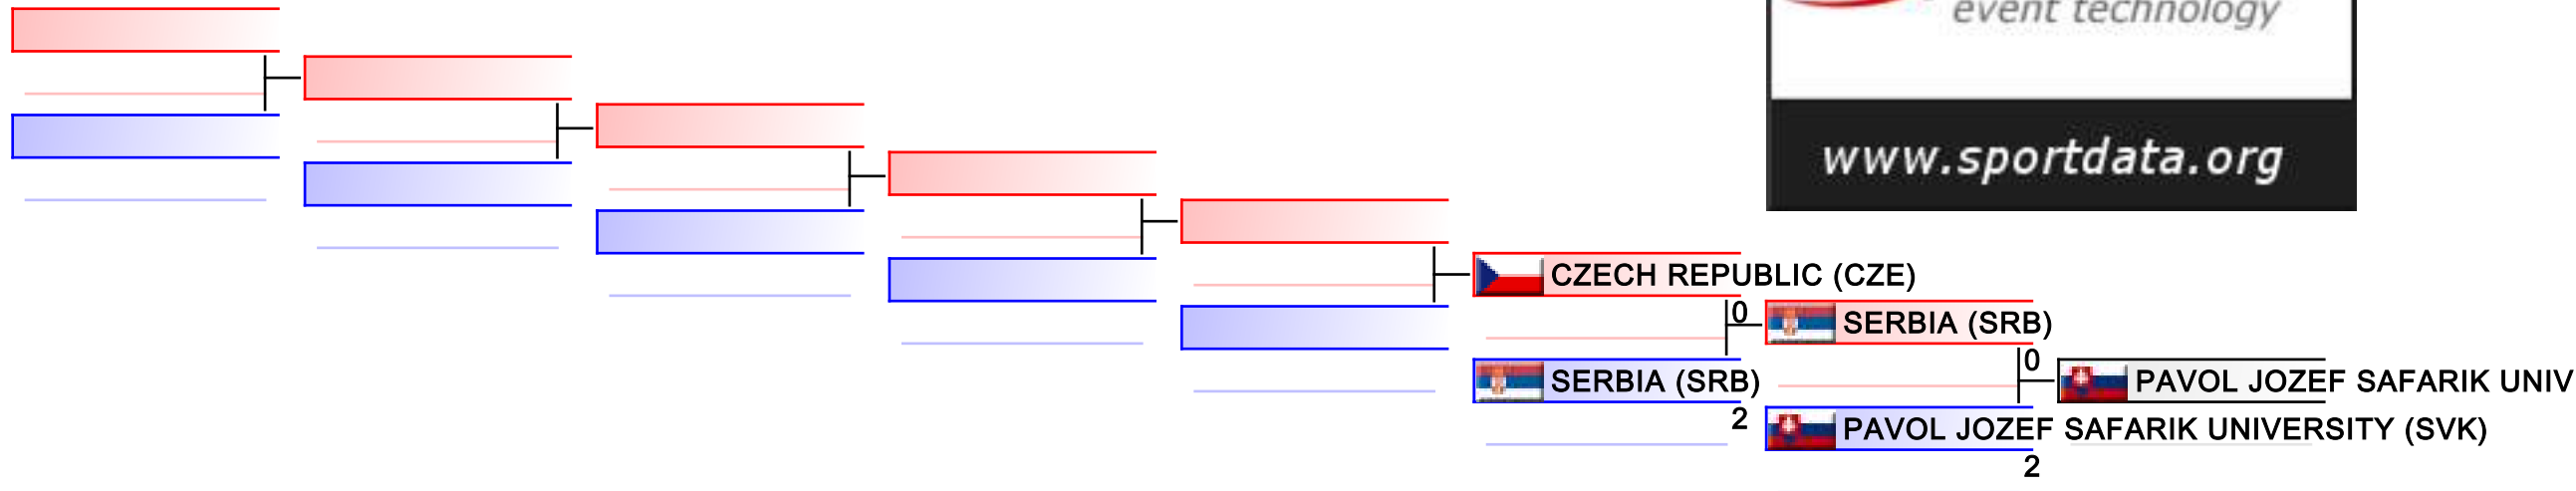 event technology
www.sportdata.org
CZECH REPUBLIC (CZE)
0
SERBIA (SRB)
SERBIA (SRB)
2
0
PAVOL JOZEF SAFARIK UNIV
PAVOL JOZEF SAFARIK UNIVERSITY (SVK)
2